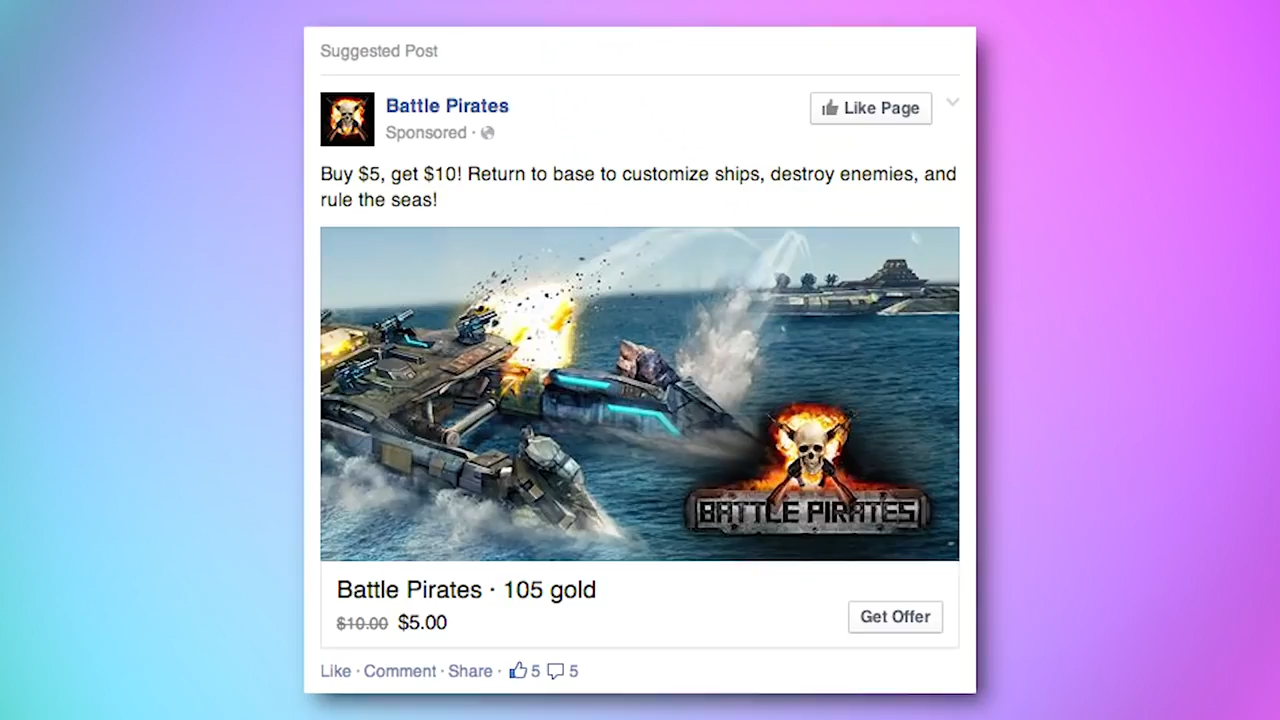 Suggested Post
Battle Pirates
Like Page
Sponsored ·
Buy $5, get $10! Return to base to customize ships, destroy enemies, and
rule the seas!
BATTLE PIRATES
Battle Pirates · 105 gold
$10.00 $5.00
Get Offer
Like · Comment · Share · 5 5